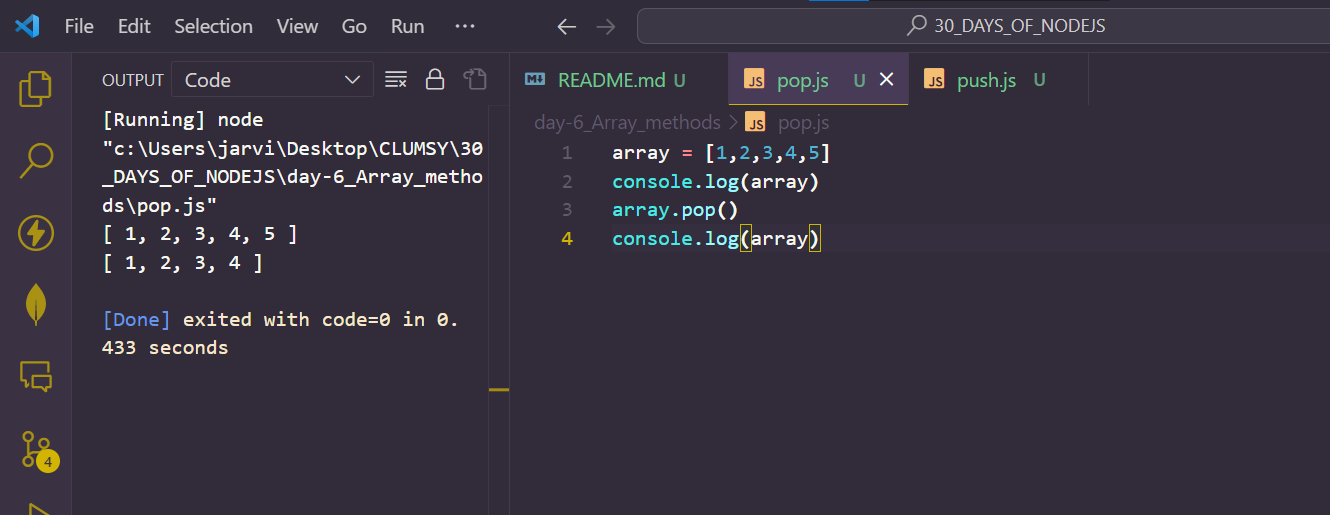 File Edit Selection View Go Run ··· 30_DAYS_OF_NODEJS
OUTPUT Code
[Running] node
"c:\Users\jarvi\Desktop\CLUMSY\30
_DAYS_OF_NODEJS\day-6_Array_metho
ds\pop.js"
[ 1, 2, 3, 4, 5 ]
[ 1, 2, 3, 4 ]
[Done] exited with code=0 in 0.
433 seconds
4
README.md U JS pop.js U JS push.js U
day-6_Array_methods > JS pop.js
1 array = [1,2,3,4,5]
2 console.log(array)
3 array.pop()
4 console.log(array)